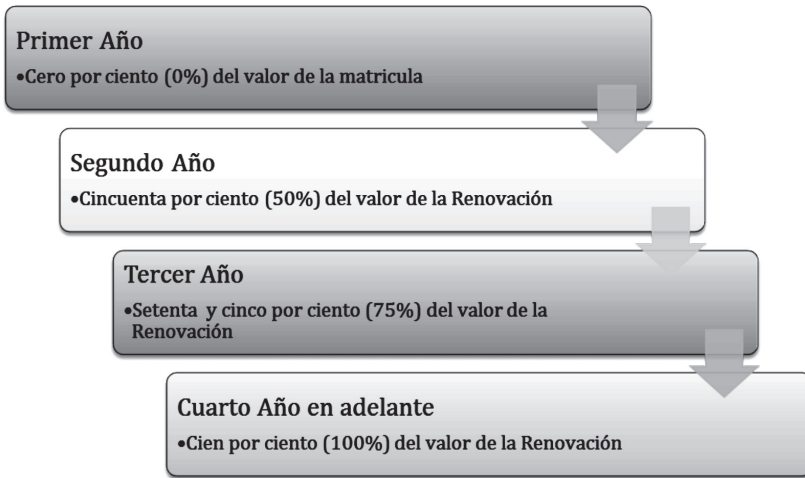 Primer Año
•Cero por ciento (0%) del valor de la matricula
Segundo Año
•Cincuenta por ciento (50%) del valor de la Renovación
Tercer Año
•Setenta y cinco por ciento (75%) del valor de la
Renovación
Cuarto Año en adelante
•Cien por ciento (100%) del valor de la Renovación